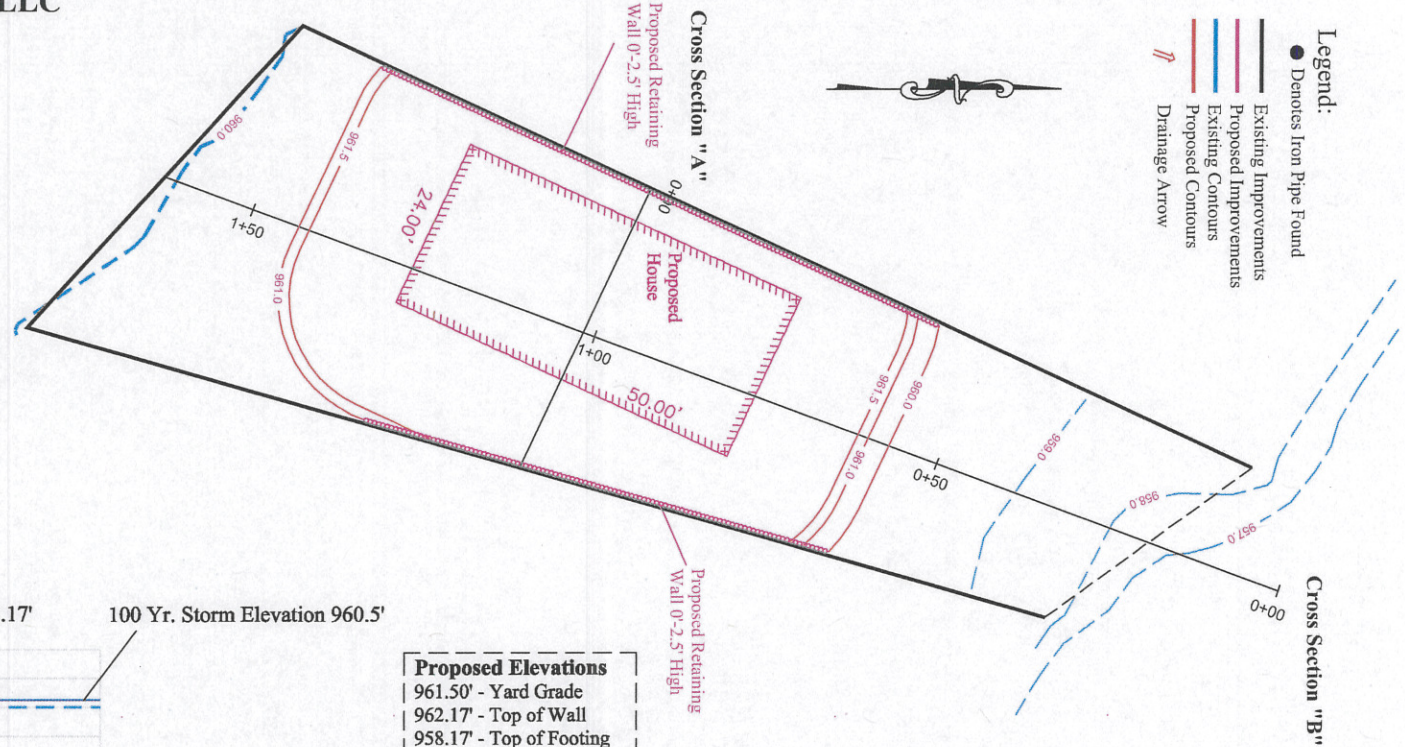 LLC
Legend:
Denotes Iron Pipe Found
Existing Improvements
Proposed Improvements
Existing Contours
Proposed Contours
Drainage Arrow
Cross Section "A"
Proposed Retaining
Wall 0'-2.5' High
960.0
961.5
1+50
961.0
24.00'
0+00
Proposed
House
1+00
50.00'
961.5
960.0
961.0
0+50
959.0
958.0
957.0
0+00
Cross Section "B"
Proposed Retaining
Wall 0'-2.5' High
.17'
100 Yr. Storm Elevation 960.5'
Proposed Elevations
961.50' - Yard Grade
962.17' - Top of Wall
958.17' - Top of Footing